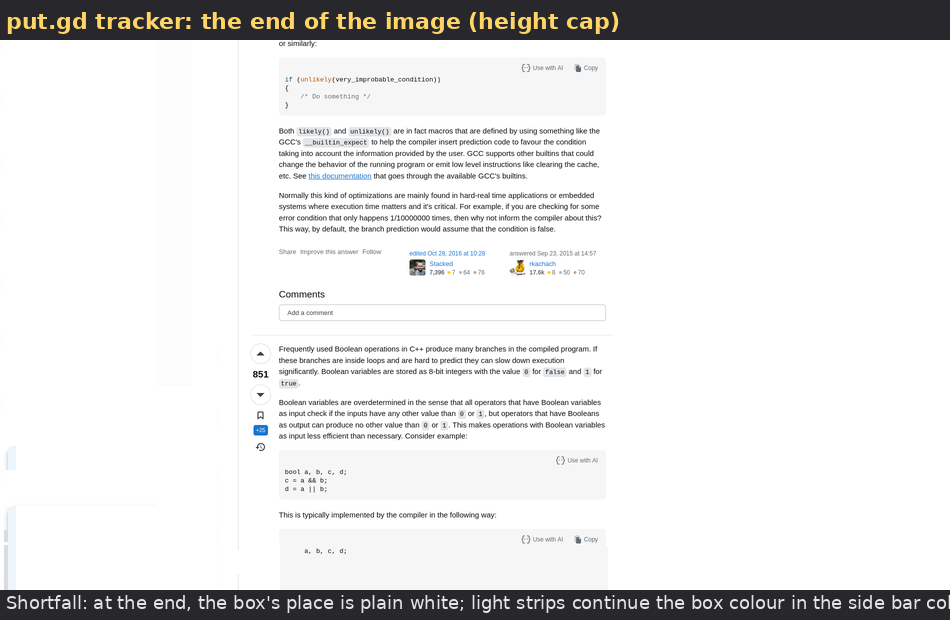 put.gd tracker: the end of the image (height cap)
or similarly:
Use with AI Copy
if (unlikely(very_improbable_condition))
{
/* Do something */
}
Both likely() and unlikely() are in fact macros that are defined by using something like the
GCC's __builtin_expect to help the compiler insert prediction code to favour the condition
taking into account the information provided by the user. GCC supports other builtins that could
change the behavior of the running program or emit low level instructions like clearing the cache,
etc. See this documentation that goes through the available GCC's builtins.
Normally this kind of optimizations are mainly found in hard-real time applications or embedded
systems where execution time matters and it's critical. For example, if you are checking for some
error condition that only happens 1/10000000 times, then why not inform the compiler about this?
This way, by default, the branch prediction would assume that the condition is false.
Share Improve this answer Follow
edited Oct 28, 2016 at 10:28
Stacked
7,396 7 64 76
answered Sep 23, 2015 at 14:57
rkachach
17.6k 8 50 70
Comments
Add a comment
851
+25
Frequently used Boolean operations in C++ produce many branches in the compiled program. If
these branches are inside loops and are hard to predict they can slow down execution
significantly. Boolean variables are stored as 8-bit integers with the value 0 for false and 1 for
true.
Boolean variables are overdetermined in the sense that all operators that have Boolean variables
as input check if the inputs have any other value than 0 or 1, but operators that have Booleans
as output can produce no other value than 0 or 1. This makes operations with Boolean variables
as input less efficient than necessary. Consider example:
Use with AI
bool a, b, c, d;
c = a && b;
d = a || b;
This is typically implemented by the compiler in the following way:
Use with AI Copy
a, b, c, d;
Shortfall: at the end, the box's place is plain white; light strips continue the box colour in the side bar co